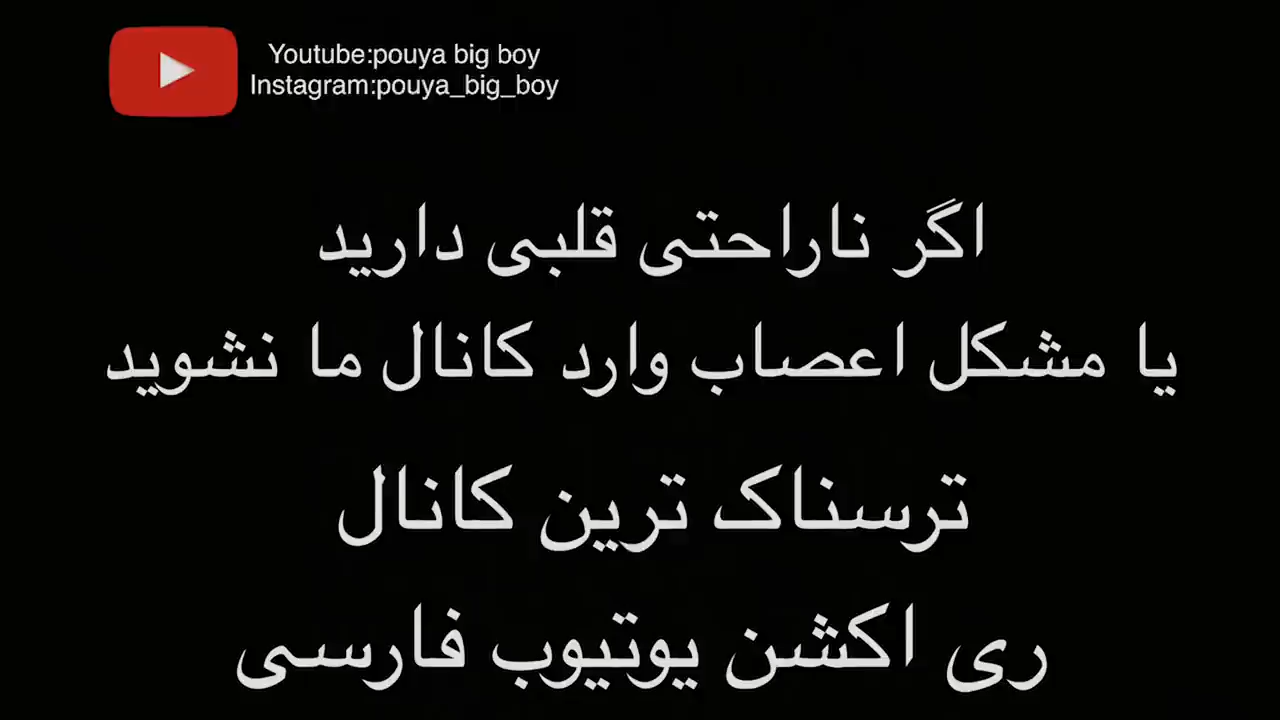 Youtube:pouya big boy
Instagram:pouya_big_boy
اگر ناراحتی قلبی دارید
یا مشکل اعصاب وارد کانال ما نشوید
ترسناک ترین کانال
ری اکشن یوتیوب فارسی